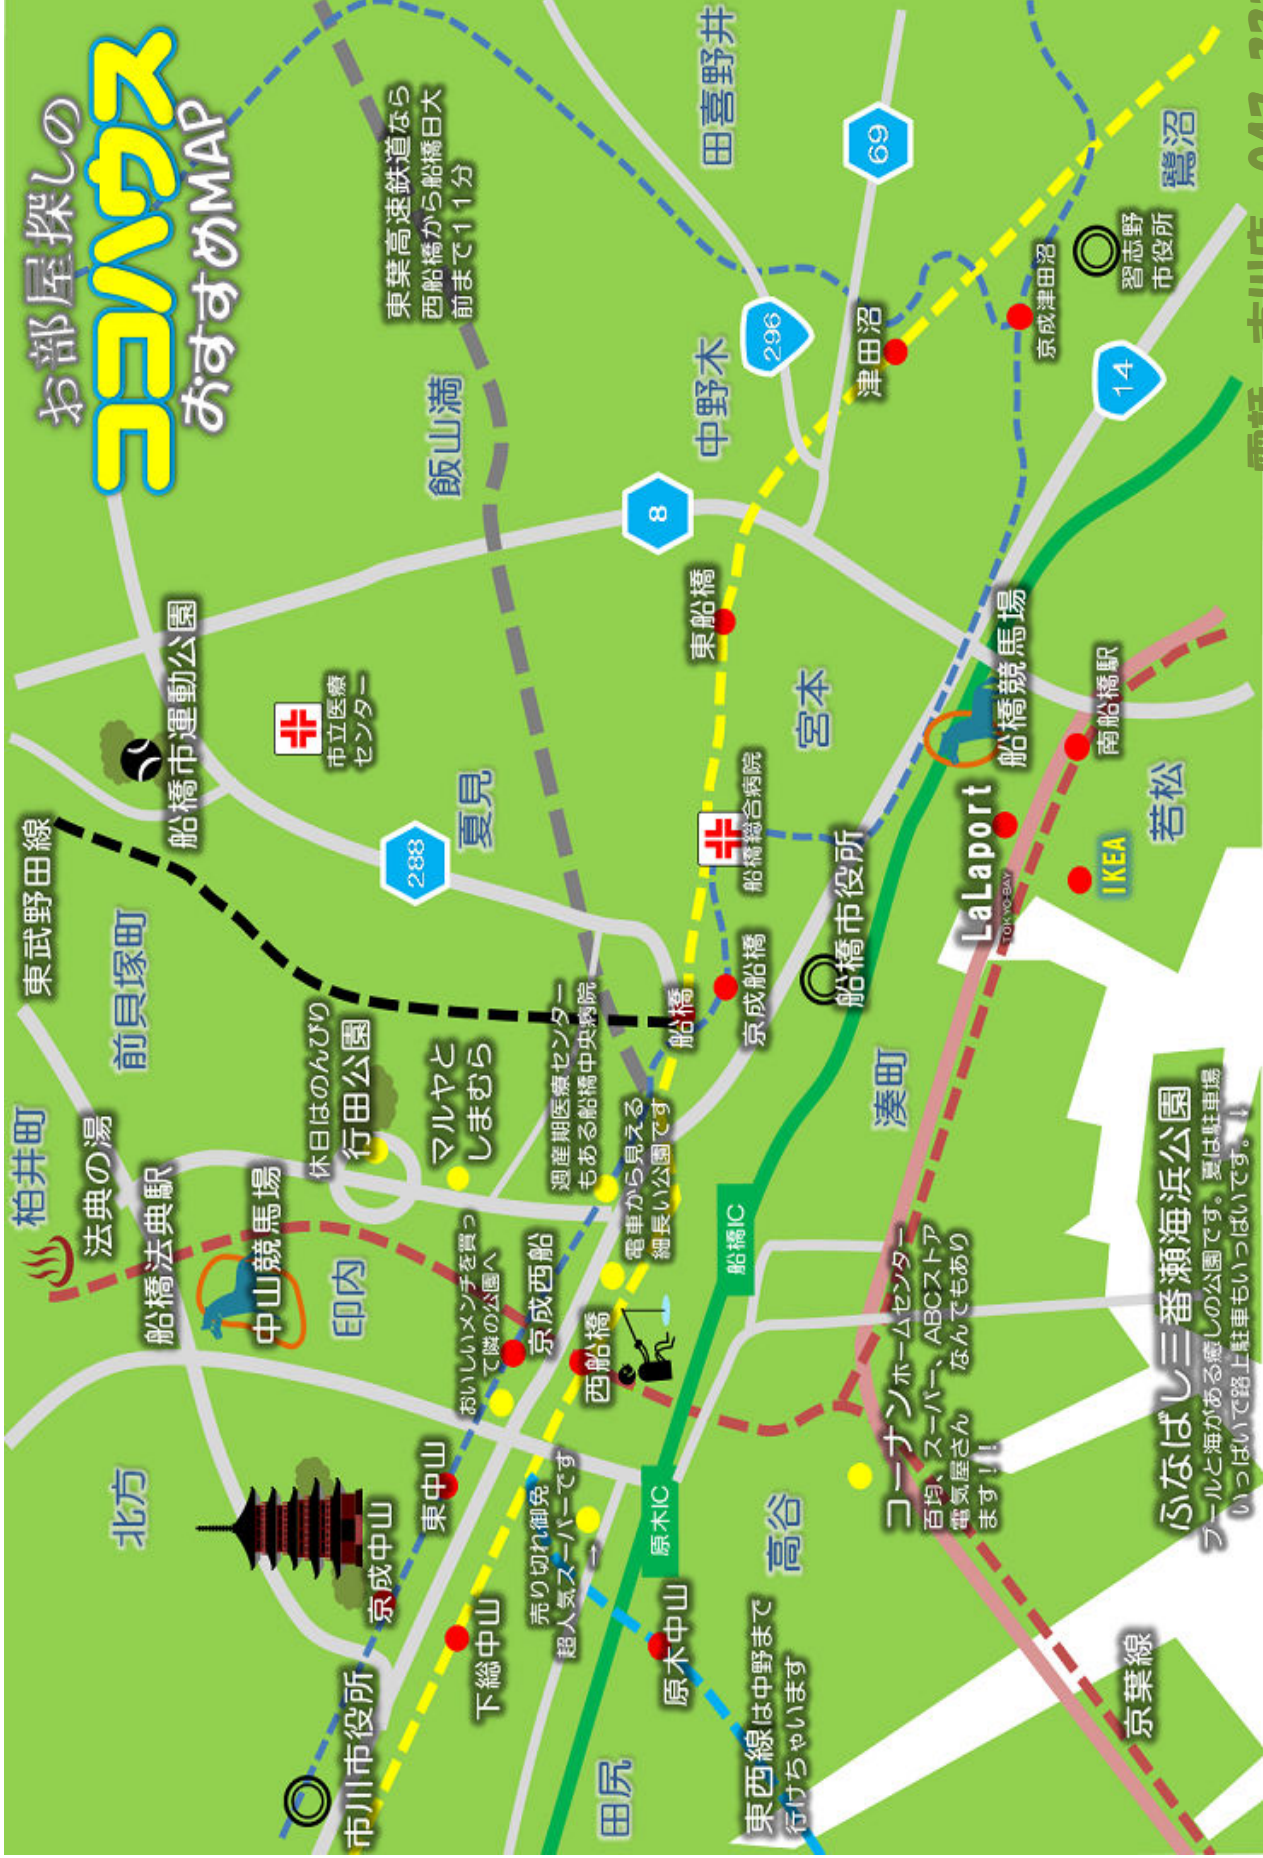 お部屋探しの
ココハウス
おすすめMAP
東葉高速鉄道なら
西船橋から船橋日大
前まで11分
柏井町
法典の湯
船橋法典駅
中山競馬場
印内
北方
京成中山
東中山
市川市役所
下総中山
東武野田線
前貝塚町
休日はのんびり
行田公園
マルヤと
しまむら
週産期医療センター
もある船橋中央病院
電車から見える
細長い公園です
おいしいメンチを買っ
て隣の公園へ
京成西船
西船橋
売り切れ御免。
超人気スーパーです
→
原木中山
原木IC
船橋IC
田尻
高谷
東西線は中野まで
行けちゃいます
船橋市運動公園
市立医療
センター
夏見
288
飯山満
8
船橋
京成船橋
船橋総合病院
東船橋
宮本
中野木
296
田喜野井
69
津田沼
京成津田沼
習志野
市役所
鷺沼
14
船橋市役所
船橋競馬場
湊町
LaLaport
TOKYO-BAY
IKEA
南船橋駅
若松
コーナンホームセンター
百均、スーパー、ABCストア
電気屋さん なんでもあり
ます!!
ふなばし三番瀬海浜公園
プールと海がある癒しの公園です。夏は駐車場
いっぱいで路上駐車もいっぱいです。↓
京葉線